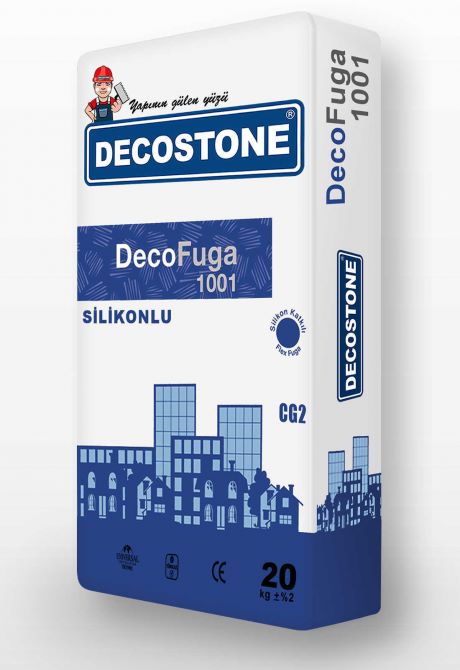 Yapının gülen yüzü
DECOSTONE®
DecoFuga
1001
SİLİKONLU
Silikon Katkılı
Flex Fuga
CG2
UNIVERSAL
CE
20
kg ±%2
DecoFuga
1001
DECOSTONE